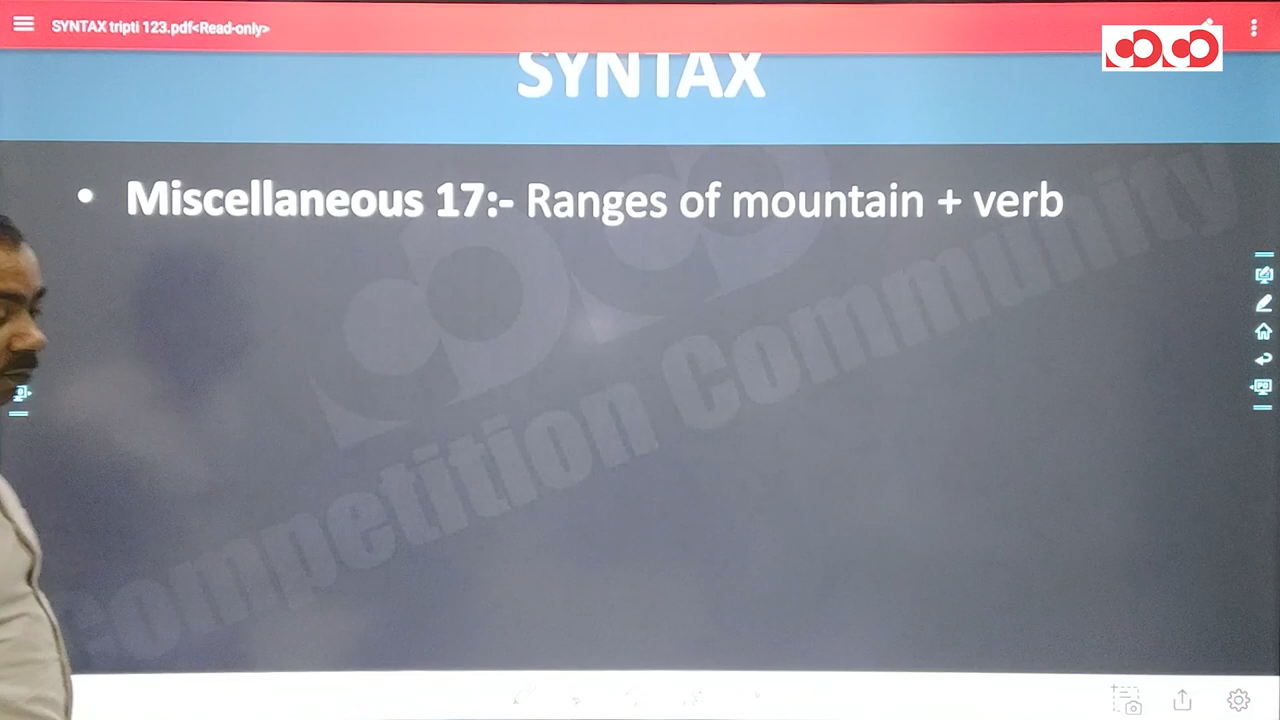 SYNTAX tripti 123.pdf<Read-only>
SYNTAX
• Miscellaneous 17:- Ranges of mountain + verb
Competition Community